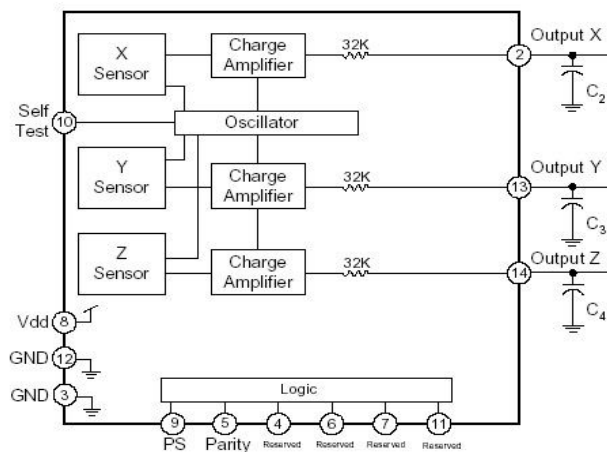 X
Sensor
Charge
Amplifier
32K
2
Output X
C2
Self
Test
10
Oscillator
Y
Sensor
Charge
Amplifier
32K
13
Output Y
C3
Z
Sensor
Charge
Amplifier
32K
14
Output Z
C4
Vdd
8
GND
12
GND
3
Logic
9
5
4
6
7
11
PS
Parity
Reserved
Reserved
Reserved
Reserved